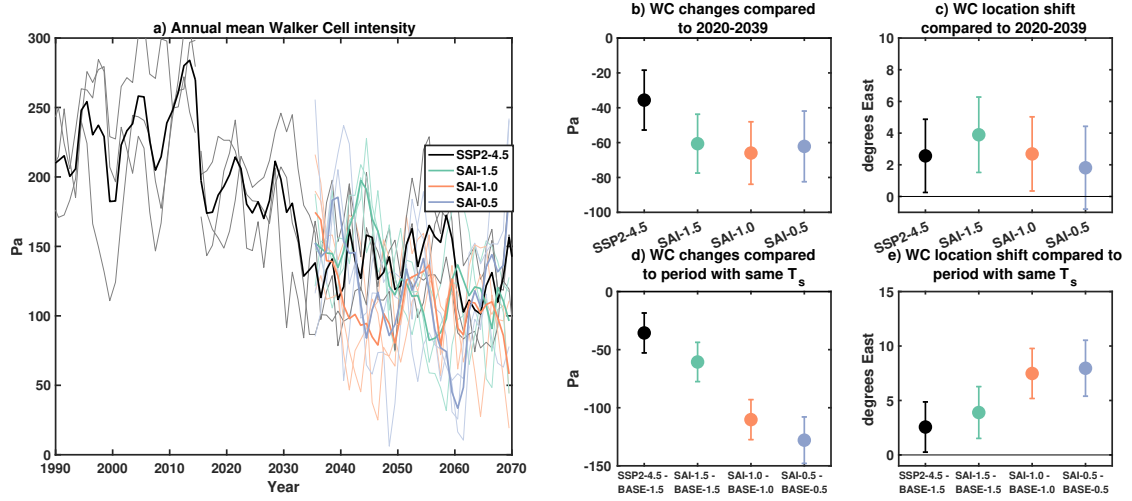 a) Annual mean Walker Cell intensity
300
250
200
150
100
50
0
Pa
1990
2000
2010
2020
2030
2040
2050
2060
2070
Year
SSP2-4.5
SAI-1.5
SAI-1.0
SAI-0.5
b) WC changes compared
to 2020-2039
0
-20
-40
-60
-80
-100
Pa
SSP2-4.5
SAI-1.5
SAI-1.0
SAI-0.5
c) WC location shift
compared to 2020-2039
10
8
6
4
2
0
degrees East
SSP2-4.5
SAI-1.5
SAI-1.0
SAI-0.5
d) WC changes compared
to period with same Ts
0
-50
-100
-150
Pa
SSP2-4.5 - SAI-1.5 - SAI-1.0 - SAI-0.5 -
BASE-1.5 BASE-1.5 BASE-1.0 BASE-0.5
e) WC location shift compared to
period with same Ts
15
10
5
0
degrees East
SSP2-4.5 - SAI-1.5 - SAI-1.0 - SAI-0.5 -
BASE-1.5 BASE-1.5 BASE-1.0 BASE-0.5